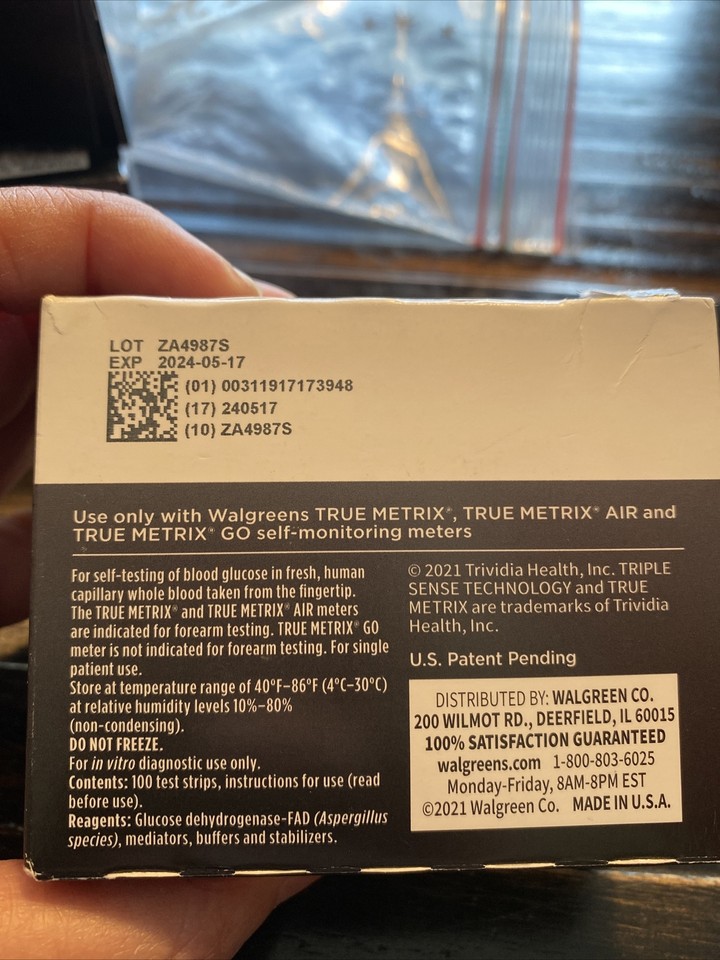 LOT ZA4987S
EXP 2024-05-17
(01) 00311917173948
(17) 240517
(10) ZA4987S
Use only with Walgreens TRUE METRIX®, TRUE METRIX® AIR and
TRUE METRIX® GO self-monitoring meters
For self-testing of blood glucose in fresh, human
capillary whole blood taken from the fingertip.
The TRUE METRIX® and TRUE METRIX® AIR meters
are indicated for forearm testing. TRUE METRIX® GO
meter is not indicated for forearm testing. For single
patient use.
Store at temperature range of 40°F–86°F (4°C–30°C)
at relative humidity levels 10%–80%
(non-condensing).
DO NOT FREEZE.
For in vitro diagnostic use only.
Contents: 100 test strips, instructions for use (read
before use).
Reagents: Glucose dehydrogenase-FAD (Aspergillus
species), mediators, buffers and stabilizers.
© 2021 Trividia Health, Inc. TRIPLE
SENSE TECHNOLOGY and TRUE
METRIX are trademarks of Trividia
Health, Inc.
U.S. Patent Pending
DISTRIBUTED BY: WALGREEN CO.
200 WILMOT RD., DEERFIELD, IL 60015
100% SATISFACTION GUARANTEED
walgreens.com 1-800-803-6025
Monday-Friday, 8AM-8PM EST
©2021 Walgreen Co. MADE IN U.S.A.